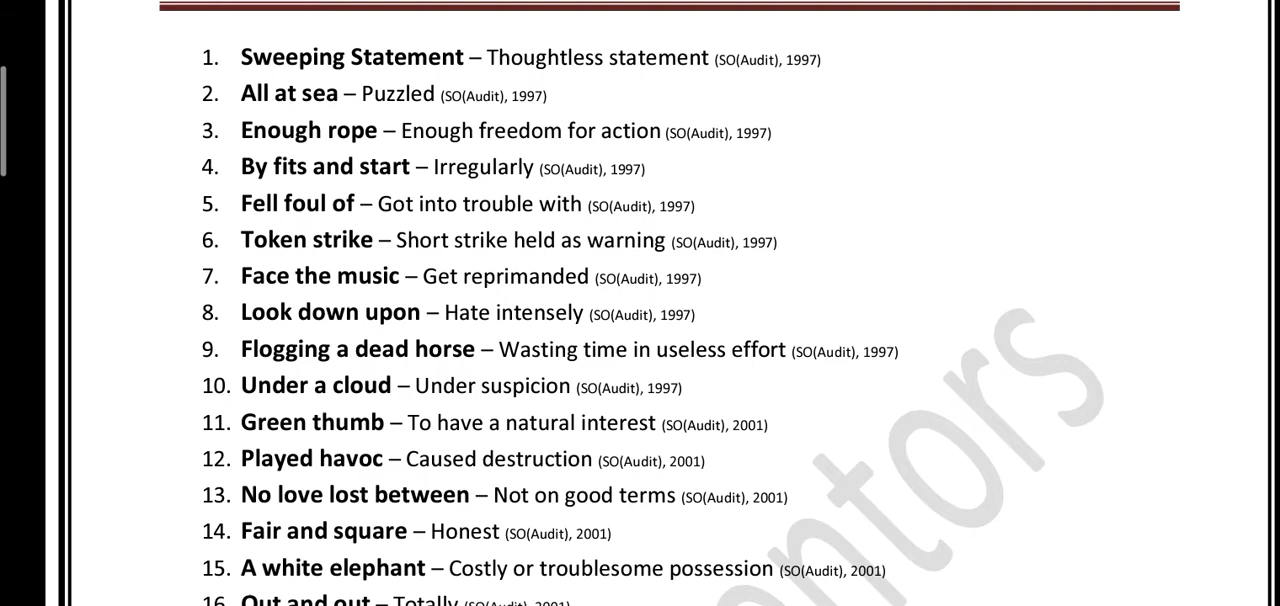 1. Sweeping Statement – Thoughtless statement (SO(Audit), 1997)
2. All at sea – Puzzled (SO(Audit), 1997)
3. Enough rope – Enough freedom for action (SO(Audit), 1997)
4. By fits and start – Irregularly (SO(Audit), 1997)
5. Fell foul of – Got into trouble with (SO(Audit), 1997)
6. Token strike – Short strike held as warning (SO(Audit), 1997)
7. Face the music – Get reprimanded (SO(Audit), 1997)
8. Look down upon – Hate intensely (SO(Audit), 1997)
9. Flogging a dead horse – Wasting time in useless effort (SO(Audit), 1997)
10. Under a cloud – Under suspicion (SO(Audit), 1997)
11. Green thumb – To have a natural interest (SO(Audit), 2001)
12. Played havoc – Caused destruction (SO(Audit), 2001)
13. No love lost between – Not on good terms (SO(Audit), 2001)
14. Fair and square – Honest (SO(Audit), 2001)
15. A white elephant – Costly or troublesome possession (SO(Audit), 2001)
16. Out and out – Totally (SO(Audit), 2001)
ntors